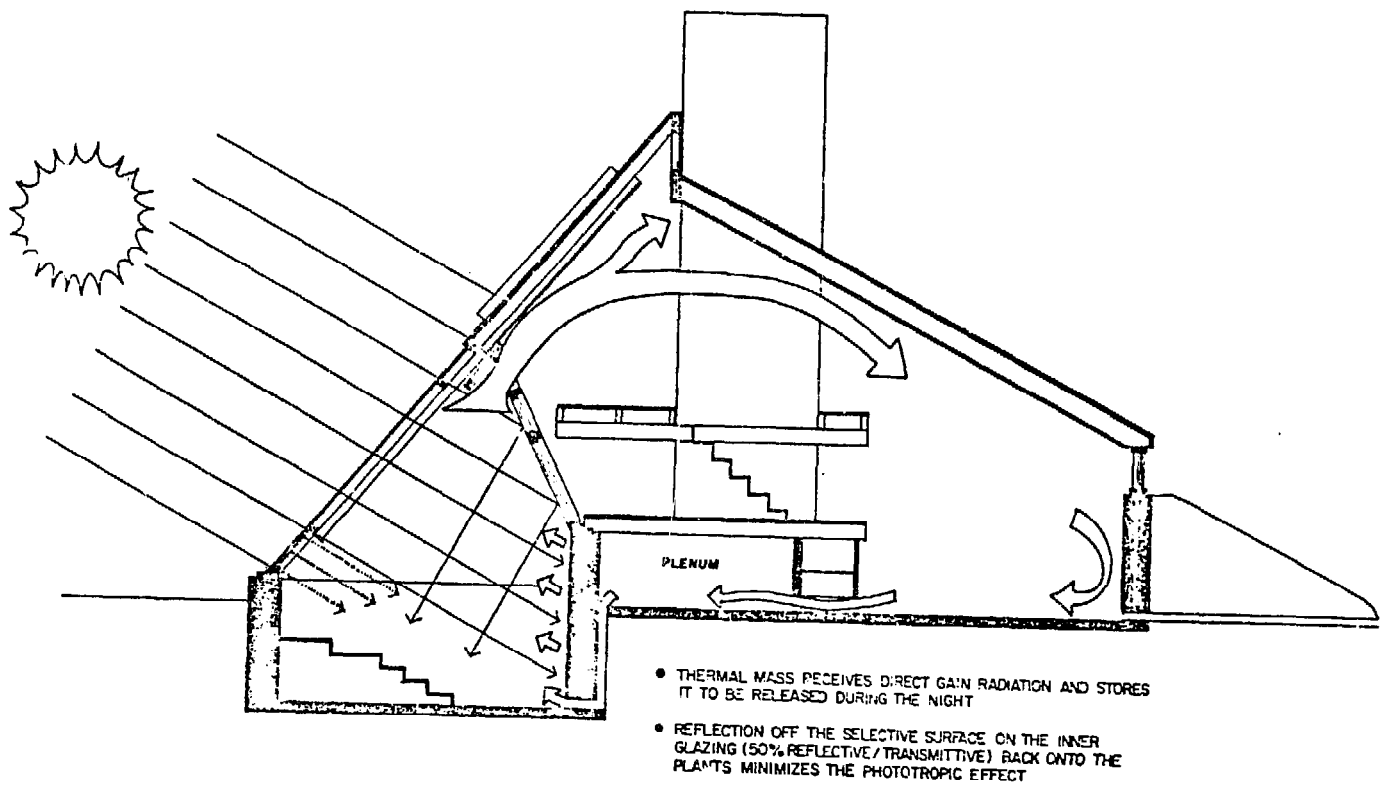 PLENUM
• THERMAL MASS RECEIVES DIRECT GAIN RADIATION AND STORES
IT TO BE RELEASED DURING THE NIGHT
• REFLECTION OFF THE SELECTIVE SURFACE ON THE INNER
GLAZING (50% REFLECTIVE/TRANSMITTIVE) BACK ONTO THE
PLANTS MINIMIZES THE PHOTOTROPIC EFFECT